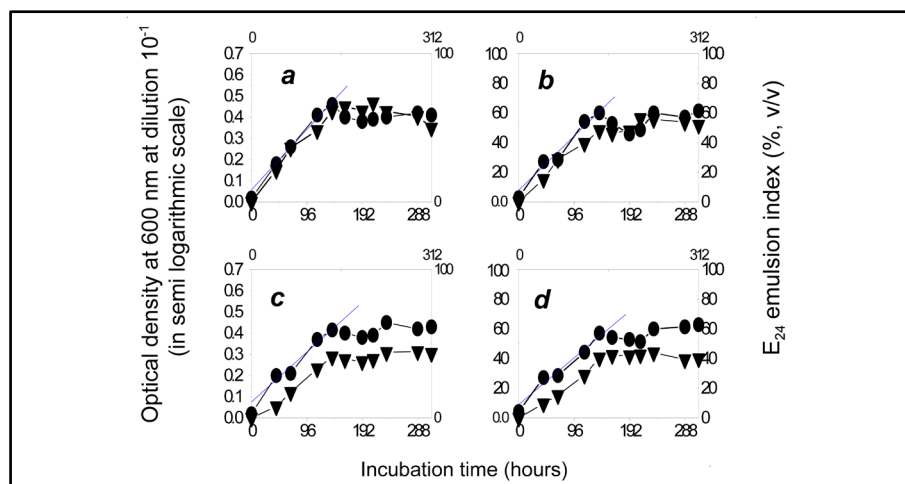 Optical density at 600 nm at dilution 10-1
(in semi logarithmic scale)
0 312
0.7 100
0.6
0.5
0.4
0.3
0.2
0.1
0.0 0
0 96 192 288
a
0 312
100 100
80 80
60 60
40 40
20 20
0.0 0
0 96 192 288
b
0 312
0.7 100
0.6
0.5
0.4
0.3
0.2
0.1
0.0 0
0 96 192 288
c
0 312
100 100
80 80
60 60
40 40
20 20
0.0 0
0 96 192 288
d
E24 emulsion index (%, v/v)
Incubation time (hours)